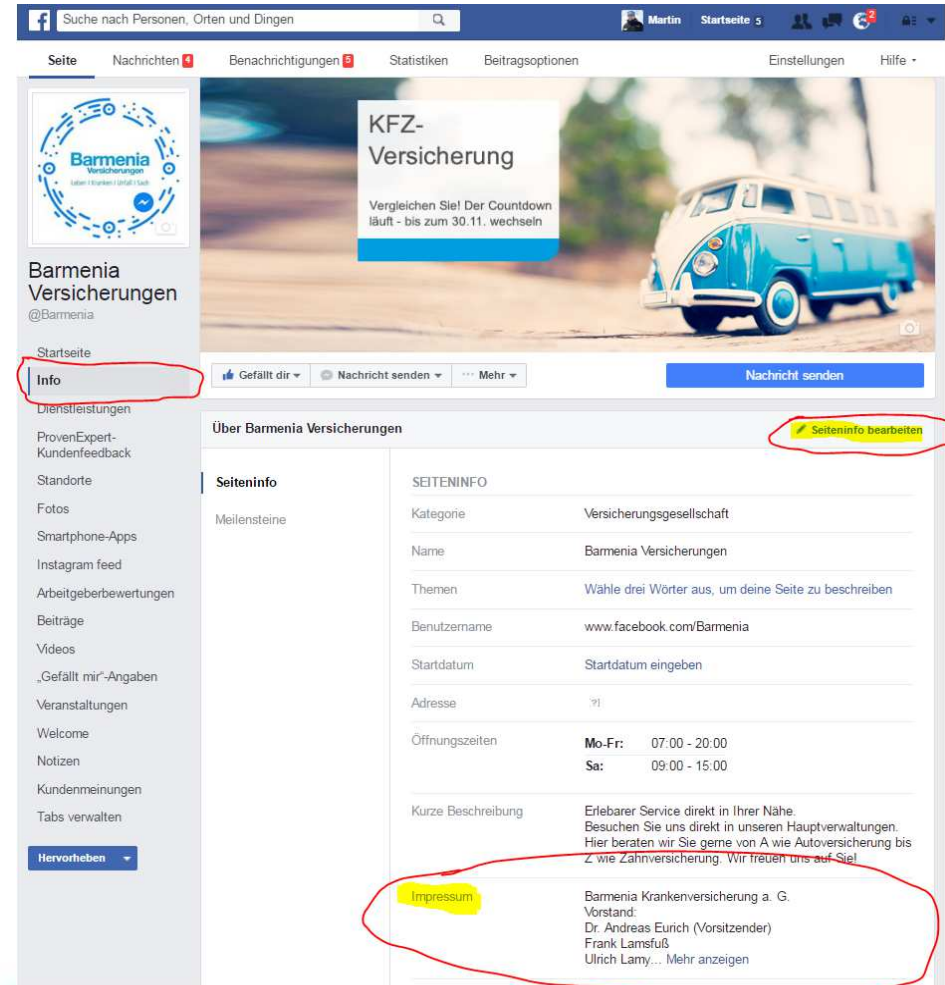 Suche nach Personen, Orten und Dingen
Martin Startseite 5
2
Seite Nachrichten 4 Benachrichtigungen 5 Statistiken Beitragsoptionen Einstellungen Hilfe
Barmenia
Versicherungen
Leben / Kranken / Unfall / Sach
KFZ-
Versicherung
Vergleichen Sie! Der Countdown
läuft - bis zum 30.11. wechseln
Barmenia
Versicherungen
@Barmenia
Startseite
Info
Dienstleistungen
ProvenExpert-
Kundenfeedback
Standorte
Fotos
Smartphone-Apps
Instagram feed
Arbeitgeberbewertungen
Beiträge
Videos
„Gefällt mir“-Angaben
Veranstaltungen
Welcome
Notizen
Kundenmeinungen
Tabs verwalten
Hervorheben
Gefällt dir Nachricht senden ··· Mehr Nachricht senden
Über Barmenia Versicherungen Seiteninfo bearbeiten
Seiteninfo
Meilensteine
SEITENINFO
Kategorie Versicherungsgesellschaft
Name Barmenia Versicherungen
Themen Wähle drei Wörter aus, um deine Seite zu beschreiben
Benutzername www.facebook.com/Barmenia
Startdatum Startdatum eingeben
Adresse [?]
Öffnungszeiten Mo-Fr: 07:00 - 20:00
Sa: 09:00 - 15:00
Kurze Beschreibung Erlebarer Service direkt in Ihrer Nähe.
Besuchen Sie uns direkt in unseren Hauptverwaltungen.
Hier beraten wir Sie gerne von A wie Autoversicherung bis
Z wie Zahnversicherung. Wir freuen uns auf Sie!
Impressum Barmenia Krankenversicherung a. G.
Vorstand:
Dr. Andreas Eurich (Vorsitzender)
Frank Lamsfuß
Ulrich Lamy... Mehr anzeigen